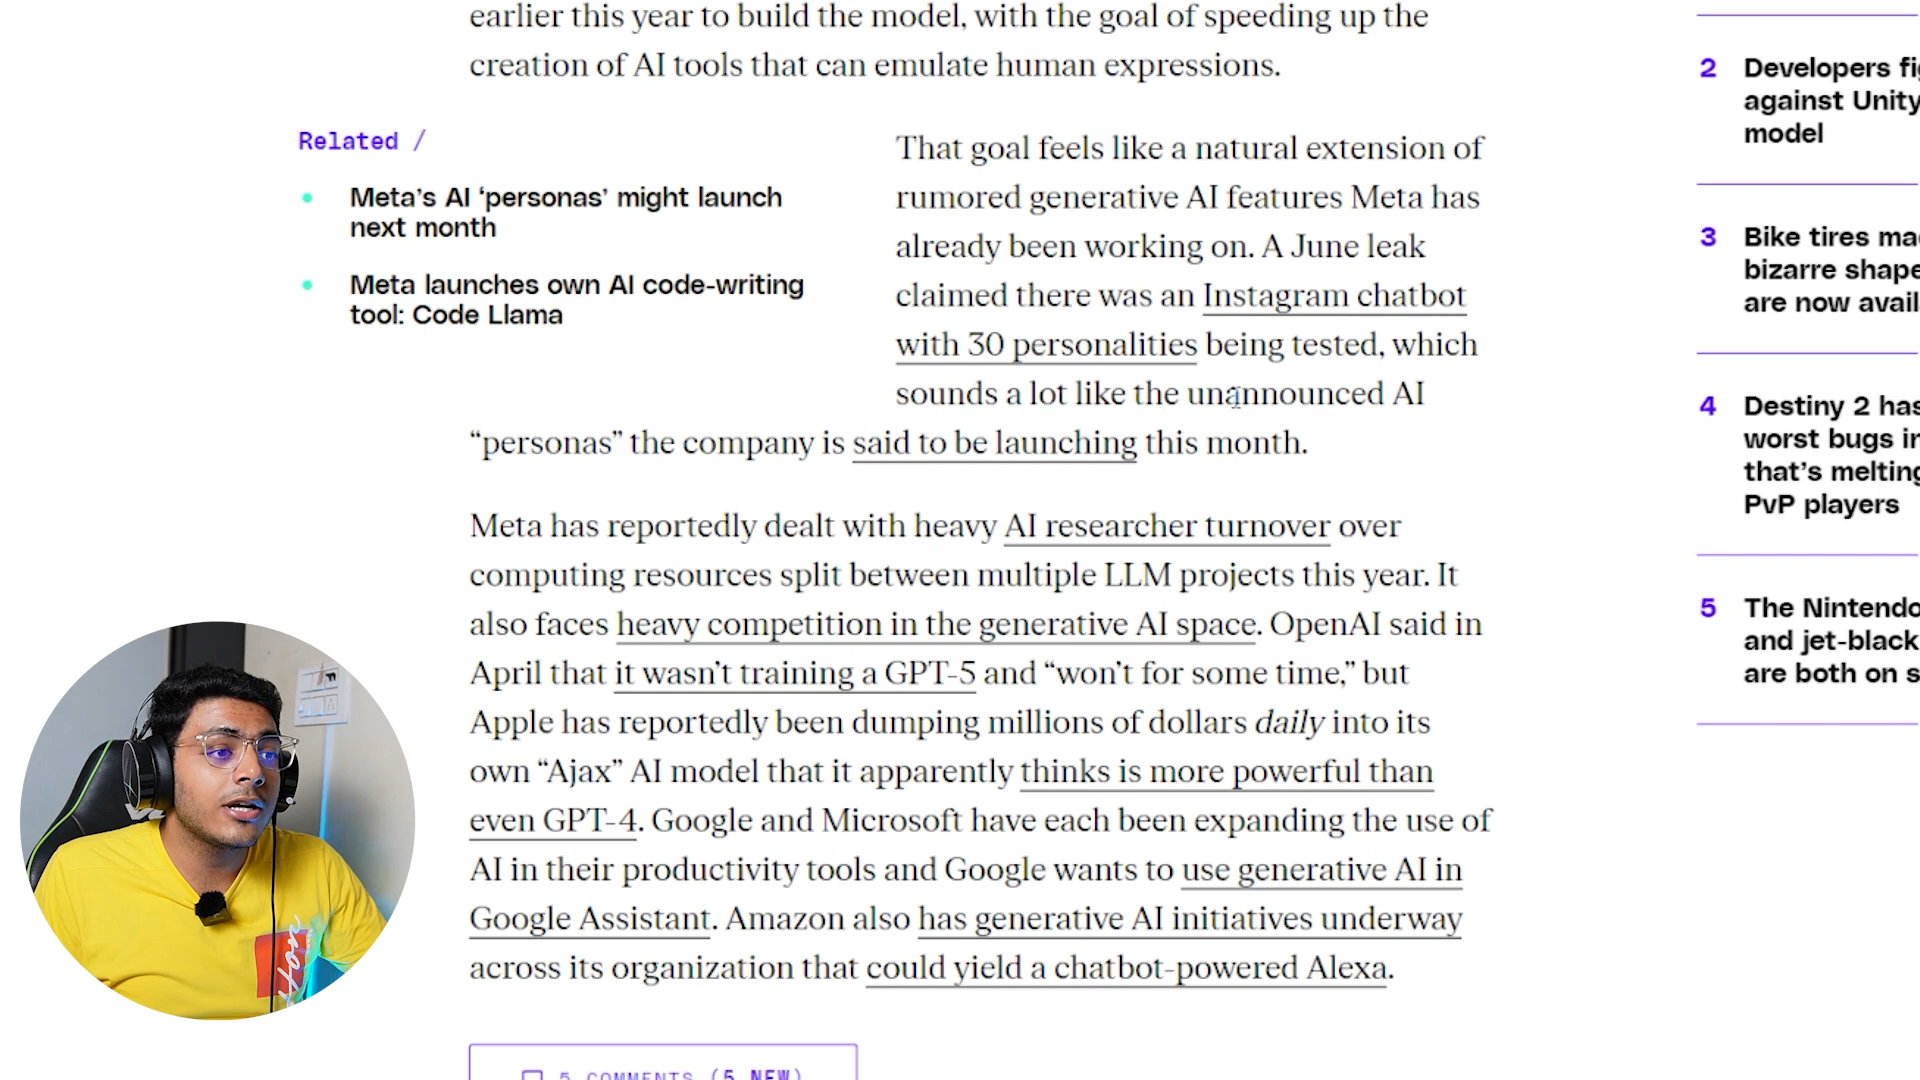 earlier this year to build the model, with the goal of speeding up the
creation of AI tools that can emulate human expressions.
Related /
Meta’s AI ‘personas’ might launch
next month
Meta launches own AI code-writing
tool: Code Llama
That goal feels like a natural extension of
rumored generative AI features Meta has
already been working on. A June leak
claimed there was an Instagram chatbot
with 30 personalities being tested, which
sounds a lot like the unannounced AI
“personas” the company is said to be launching this month.
Meta has reportedly dealt with heavy AI researcher turnover over
computing resources split between multiple LLM projects this year. It
also faces heavy competition in the generative AI space. OpenAI said in
April that it wasn’t training a GPT-5 and “won’t for some time,” but
Apple has reportedly been dumping millions of dollars daily into its
own “Ajax” AI model that it apparently thinks is more powerful than
even GPT-4. Google and Microsoft have each been expanding the use of
AI in their productivity tools and Google wants to use generative AI in
Google Assistant. Amazon also has generative AI initiatives underway
across its organization that could yield a chatbot-powered Alexa.
5 COMMENTS (5 NEW)
2 Developers
against Unity
model
3 Bike tires
bizarre
are now
4 Destiny 2 has
worst bugs
that’s melting
PvP players
5 The Nintendo
and jet-black
are both on